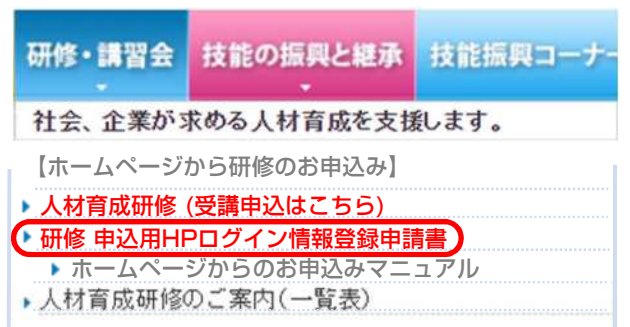 研修・講習会 技能の振興と継承 技能振興コーナー
社会、企業が求める人材育成を支援します。
【ホームページから研修のお申込み】
人材育成研修 (受講申込はこちら)
研修 申込用HPログイン情報登録申請書
ホームページからのお申込みマニュアル
人材育成研修のご案内(一覧表)